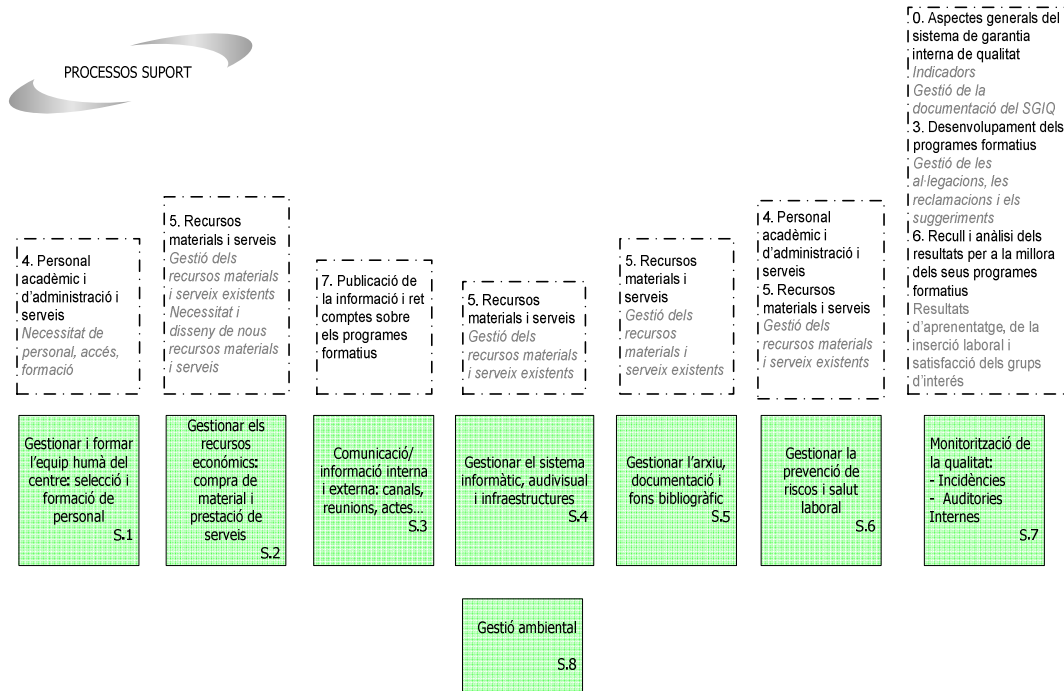 PROCESSOS SUPORT
4. Personal
acadèmic i
d'administració i
serveis
Necessitat de
personal, accés,
formació
5. Recursos
materials i serveis
Gestió dels
recursos materials
i serveix existents
Necessitat i
disseny de nous
recursos materials
i serveis
7. Publicació de
la informació i ret
comptes sobre
els programes
formatius
5. Recursos
materials i serveis
Gestió dels
recursos materials
i serveix existents
5. Recursos
materials i
serveis
Gestió dels
recursos
materials i
serveix existents
4. Personal
acadèmic i
d'administració i
serveis
5. Recursos
materials i serveis
Gestió dels
recursos materials
i serveix existents
0. Aspectes generals del
sistema de garantia
interna de qualitat
Indicadors
Gestió de la
documentació del SGIQ
3. Desenvolupament dels
programes formatius
Gestió de les
al·legacions, les
reclamacions i els
suggeriments
6. Recull i anàlisi dels
resultats per a la millora
dels seus programes
formatius
Resultats
d'aprenentatge, de la
inserció laboral i
satisfacció dels grups
d'interés
Gestionar i formar
l'equip humà del
centre: selecció i
formació de
personal
S.1
Gestionar els
recursos
económics:
compra de
material i
prestació de
serveis
S.2
Comunicació/
informació interna
i externa: canals,
reunions, actes...
S.3
Gestionar el sistema
informàtic, audivisual
i infraestructures
S.4
Gestionar l'arxiu,
documentació i
fons bibliogràfic
S.5
Gestionar la
prevenció de
riscos i salut
laboral
S.6
Monitorització de
la qualitat:
- Incidències
- Auditories
Internes
S.7
Gestió ambiental
S.8